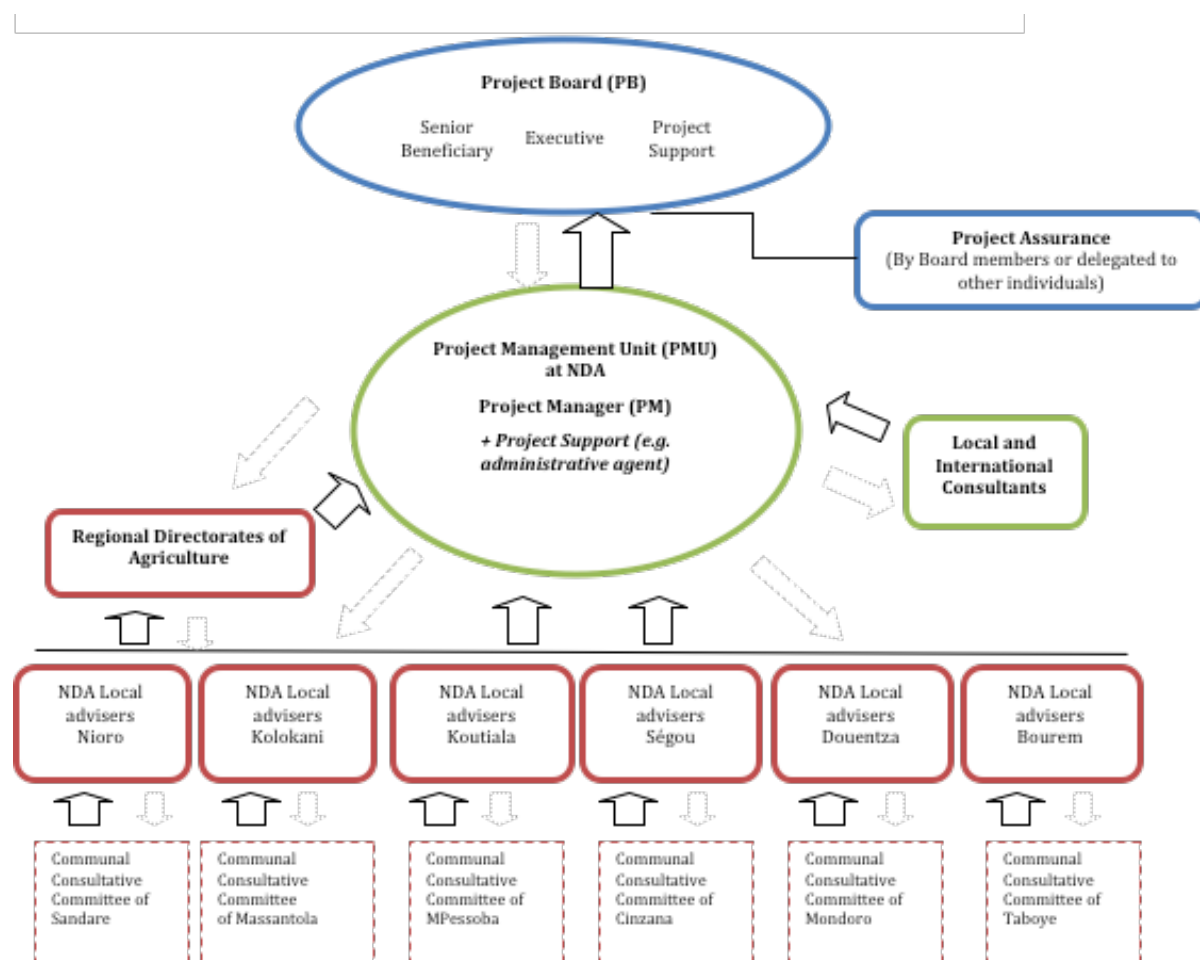 Project Board (PB)
Senior
Beneficiary
Executive
Project
Support
Project Assurance
(By Board members or delegated to
other individuals)
Project Management Unit (PMU)
at NDA
Project Manager (PM)
+ Project Support (e.g.
administrative agent)
Local and
International
Consultants
Regional Directorates of
Agriculture
NDA Local
advisers
Nioro
NDA Local
advisers
Kolokani
NDA Local
advisers
Koutiala
NDA Local
advisers
Ségou
NDA Local
advisers
Douentza
NDA Local
advisers
Bourem
Communal
Consultative
Committee of
Sandare
Communal
Consultative
Committee
of Massantola
Communal
Consultative
Committee of
MPessoba
Communal
Consultative
Committee of
Cinzana
Communal
Consultative
Committee of
Mondoro
Communal
Consultative
Committee of
Taboye